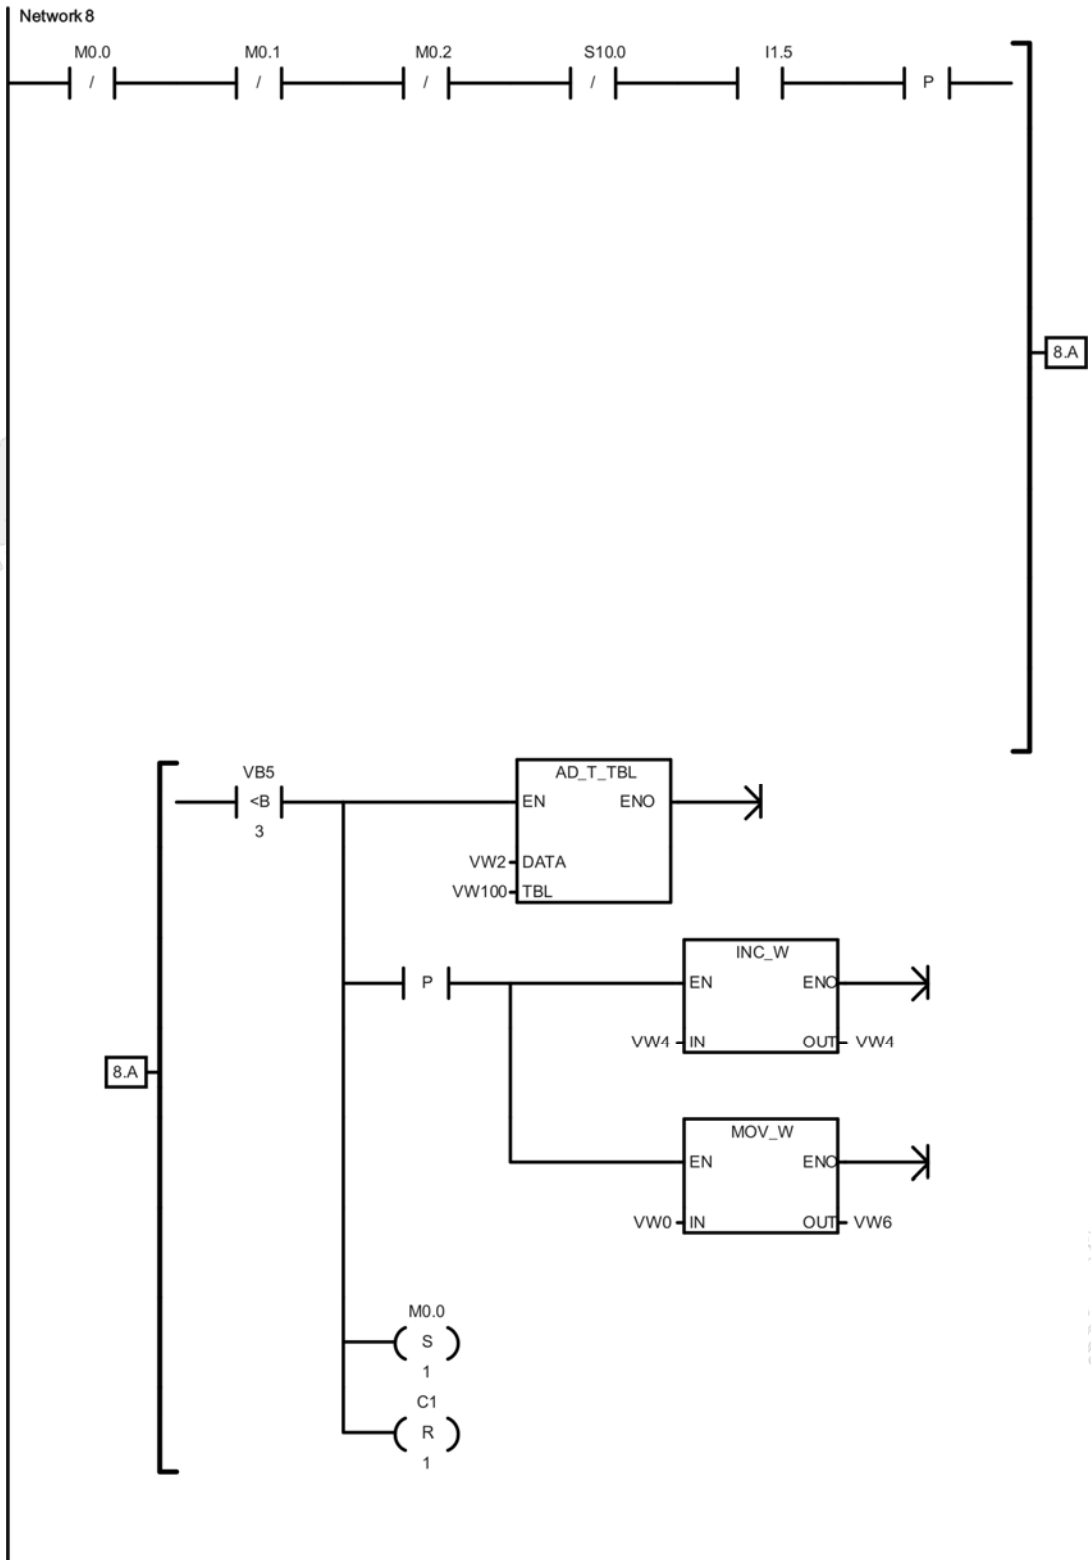 Network 8
M0.0 M0.1 M0.2 S10.0 I1.5
/ / / / P
8.A
VB5
<B
3
AD_T_TBL
EN ENO
VW2 DATA
VW100 TBL
P
INC_W
EN ENO
VW4 IN OUT VW4
8.A
MOV_W
EN ENO
VW0 IN OUT VW6
M0.0
S
1
C1
R
1